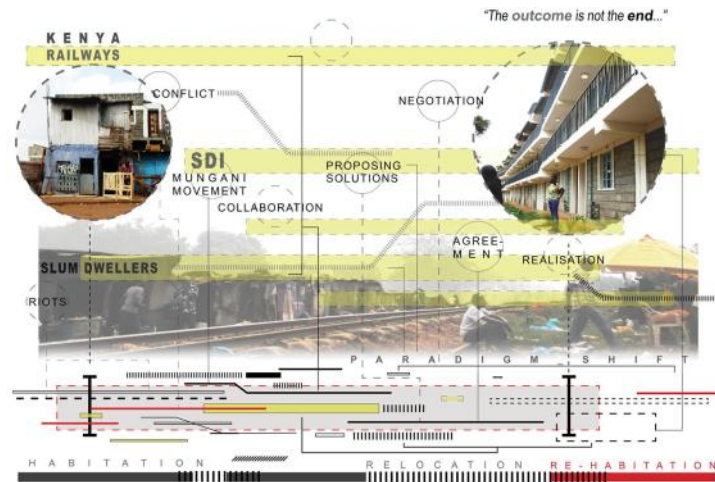 "The outcome is not the end..."
KENYA
RAILWAYS
CONFLICT
NEGOTIATION
SDI
MUNGANI
MOVEMENT
PROPOSING
SOLUTIONS
COLLABORATION
AGREE-
MENT
SLUM DWELLERS
REALISATION
RIOTS
PARADIGM SHIFT
HABITATION
RELOCATION
RE-HABITATION